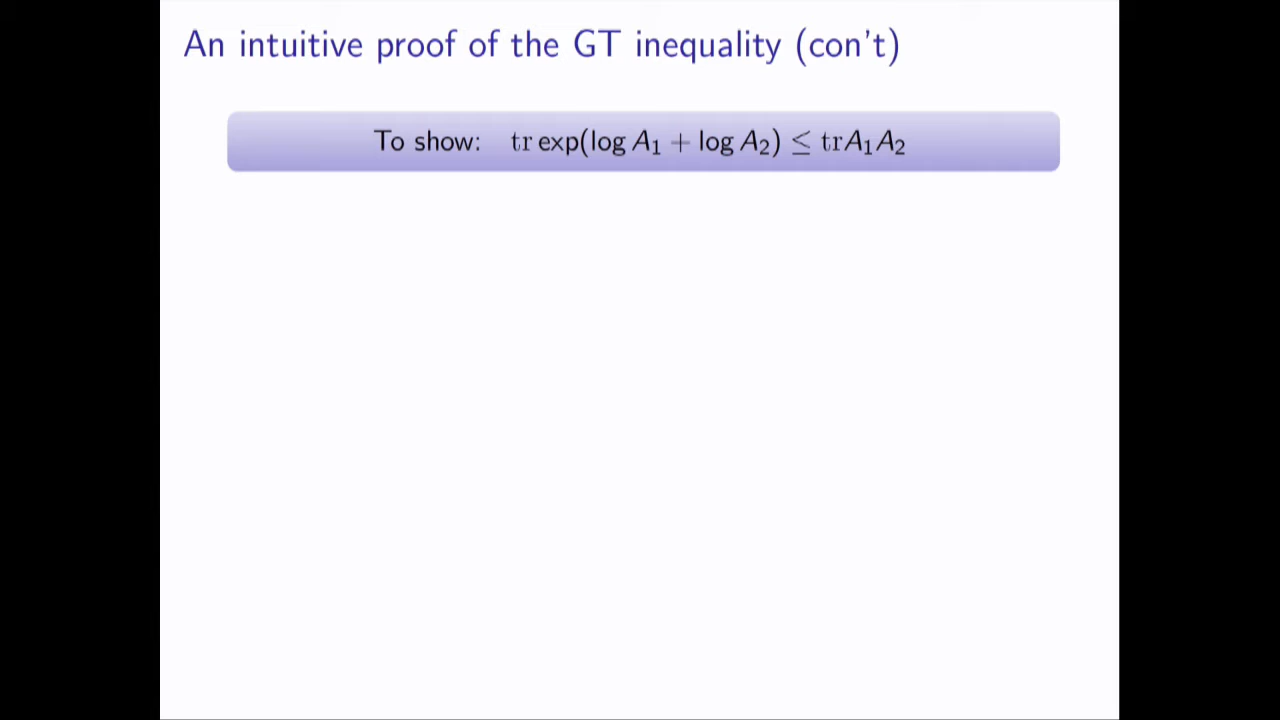 An intuitive proof of the GT inequality (con't)
To show: tr exp(log A₁ + log A₂) ≤ trA₁A₂